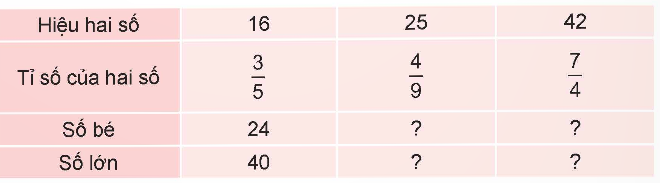 Hiệu hai số 16 25 42
Tỉ số của hai số 3/5 4/9 7/4
Số bé 24 ? ?
Số lớn 40 ? ?